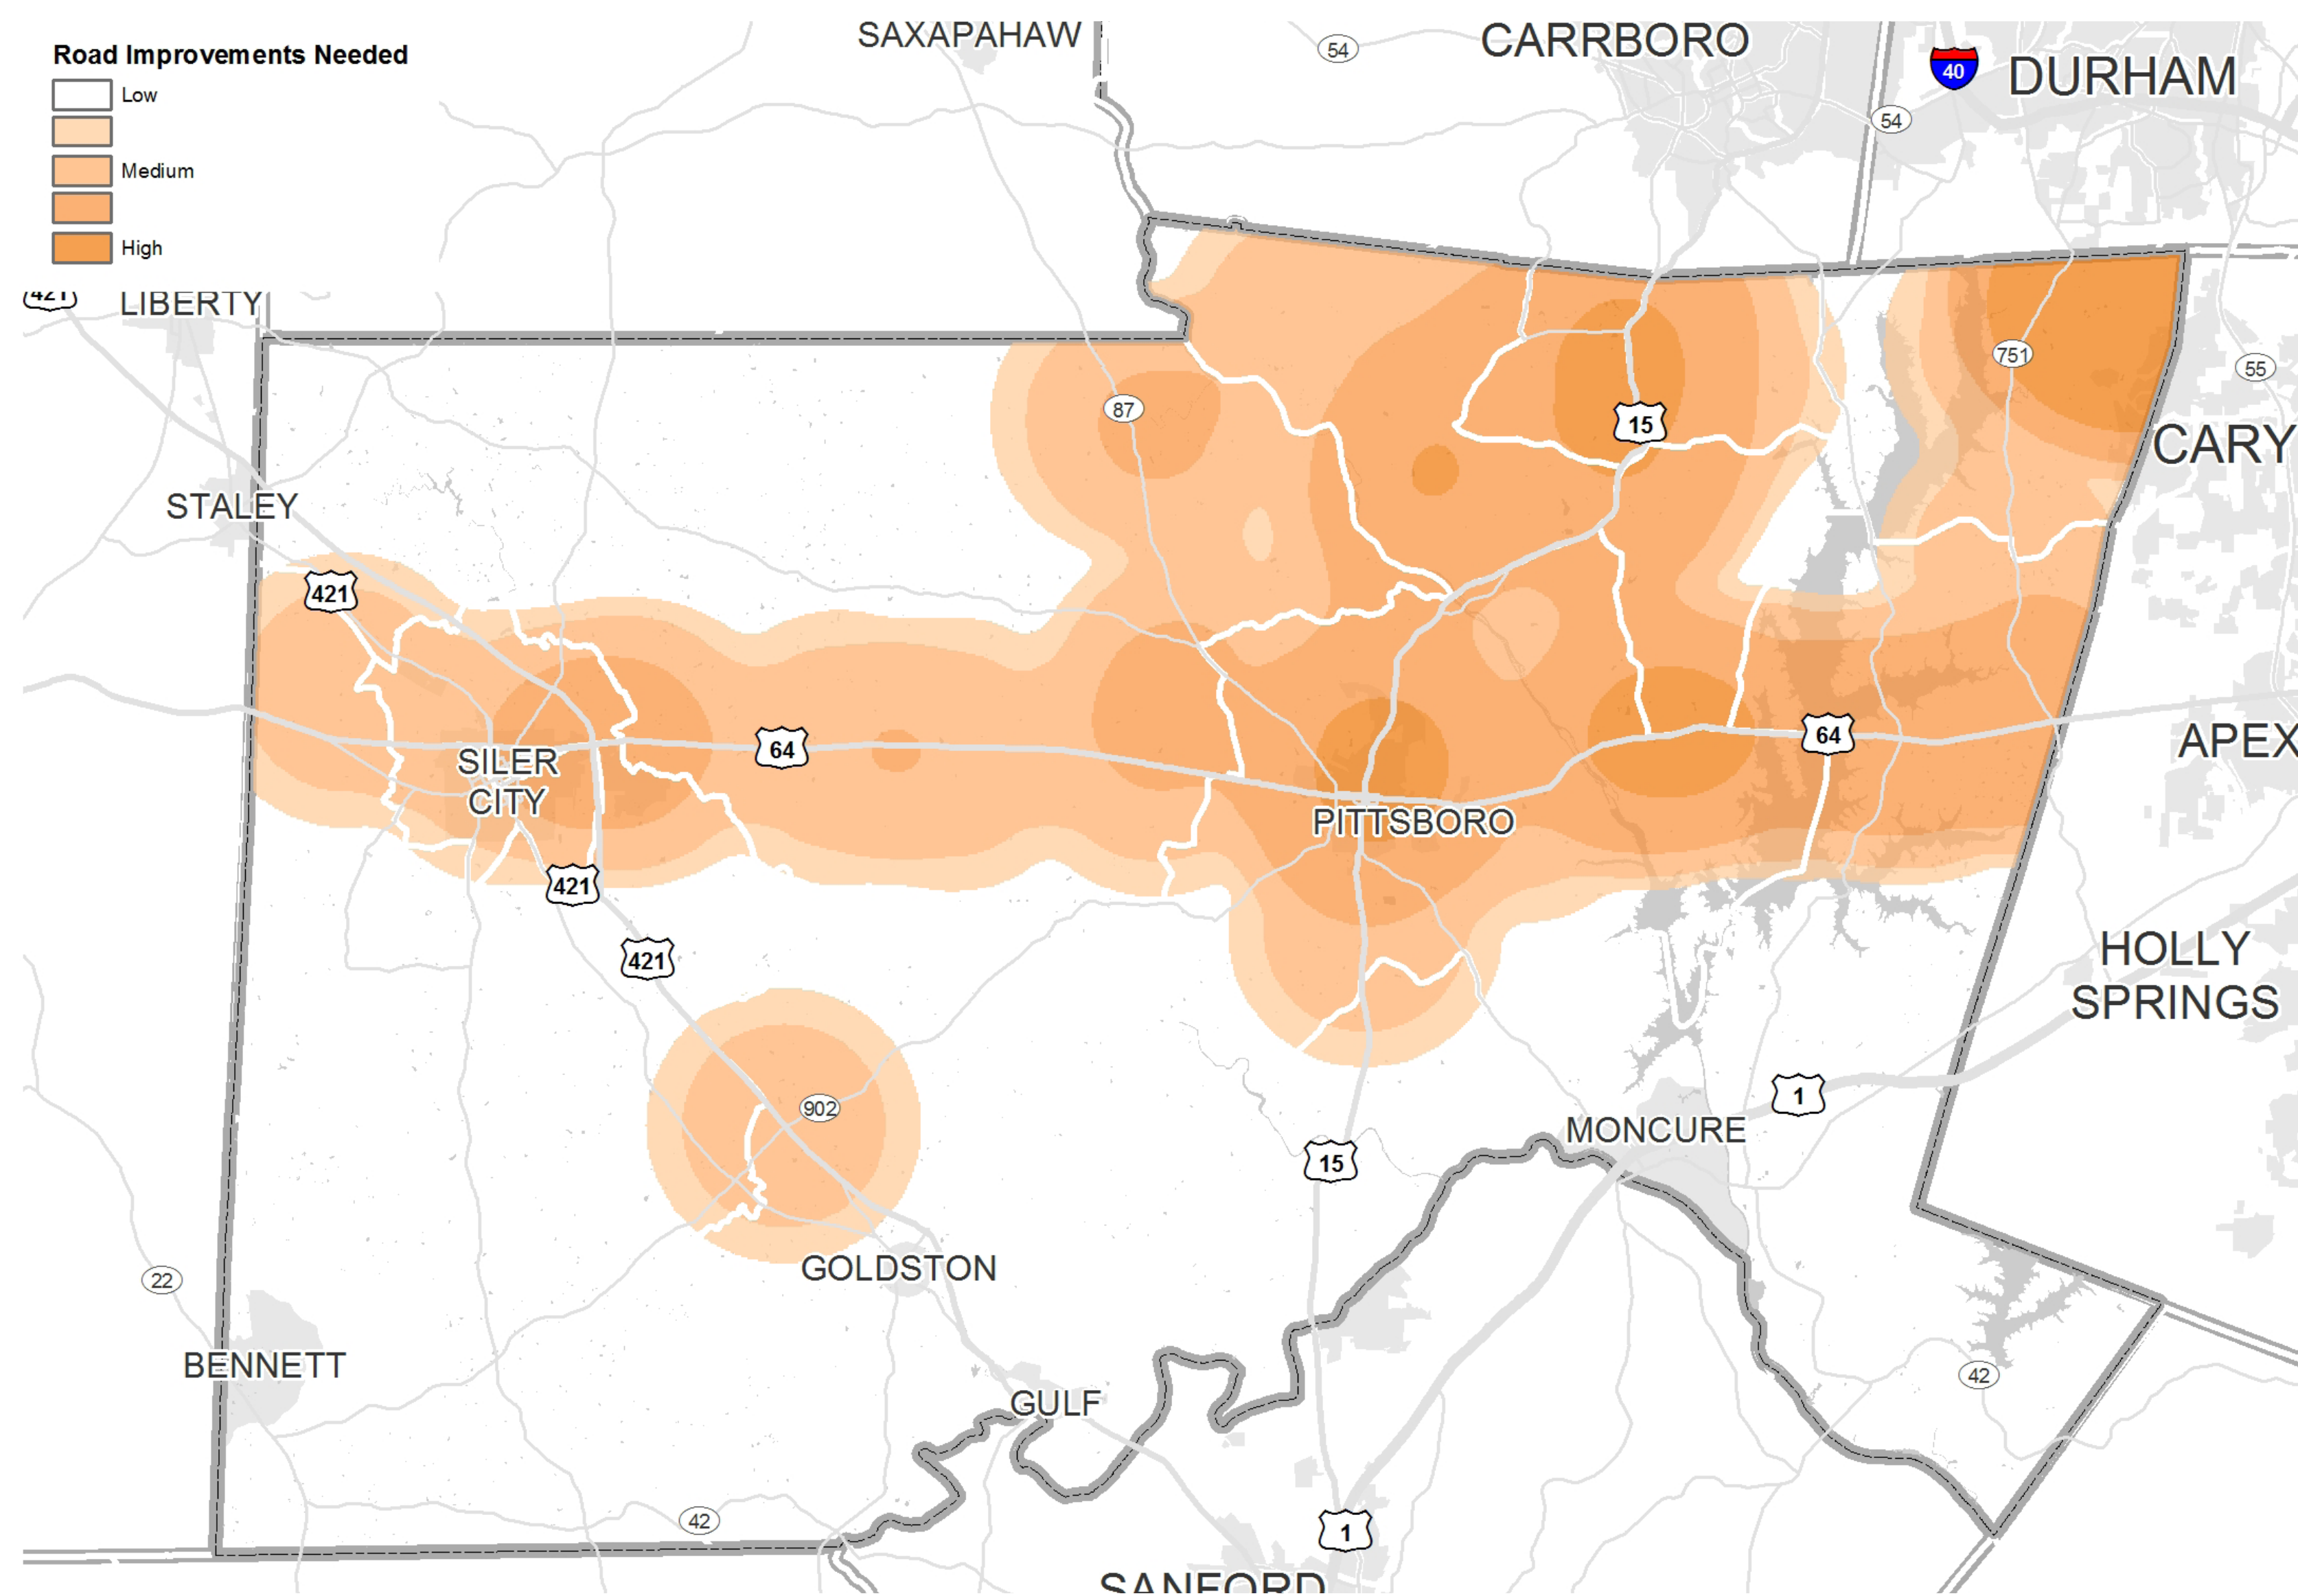 SAXAPAHAW
54
CARRBORO
40
DURHAM
Road Improvements Needed
Low
Medium
High
54
421
LIBERTY
751
55
87
15
CARY
STALEY
421
64
64
APEX
SILER
CITY
PITTSBORO
421
421
HOLLY
SPRINGS
902
1
MONCURE
15
GOLDSTON
22
BENNETT
42
GULF
42
1
SANFORD